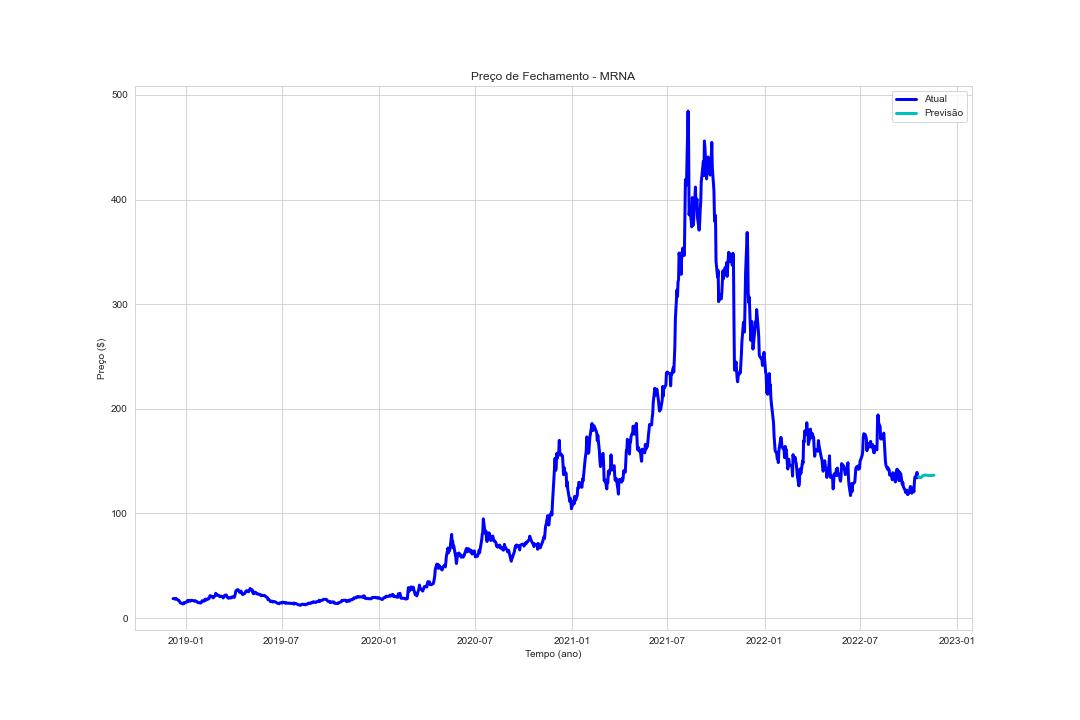 Preço de Fechamento - MRNA
500
Atual
Previsão
400
300
Preço ($)
200
100
0
2019-01 2019-07 2020-01 2020-07 2021-01 2021-07 2022-01 2022-07 2023-01
Tempo (ano)